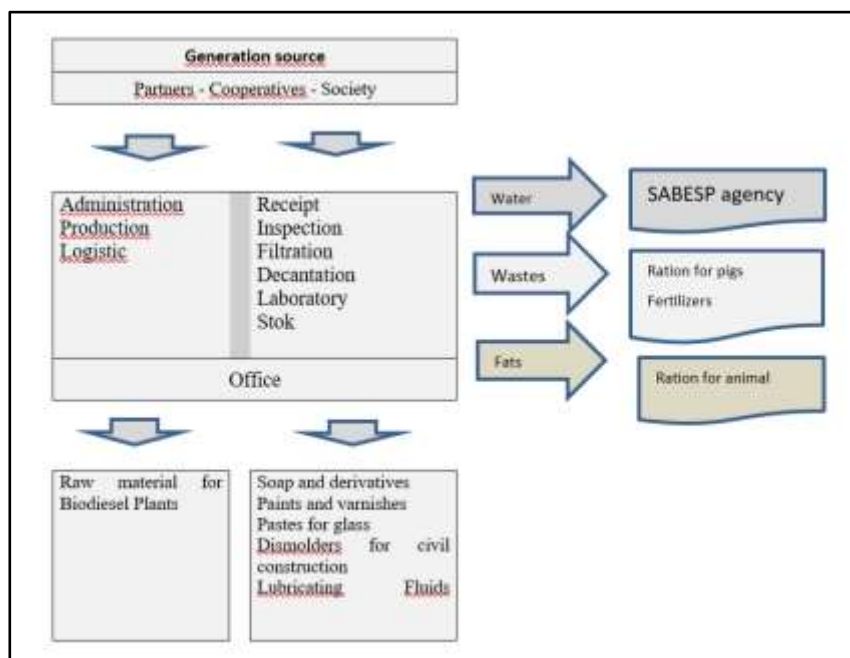 Generation source
Partners - Cooperatives - Society
Administration
Production
Logistic
Receipt
Inspection
Filtration
Decantation
Laboratory
Stok
Office
Water
SABESP agency
Wastes
Ration for pigs
Fertilizers
Fats
Ration for animal
Raw material for
Biodiesel Plants
Soap and derivatives
Paints and varnishes
Pastes for glass
Dismolders for civil
construction
Lubricating Fluids